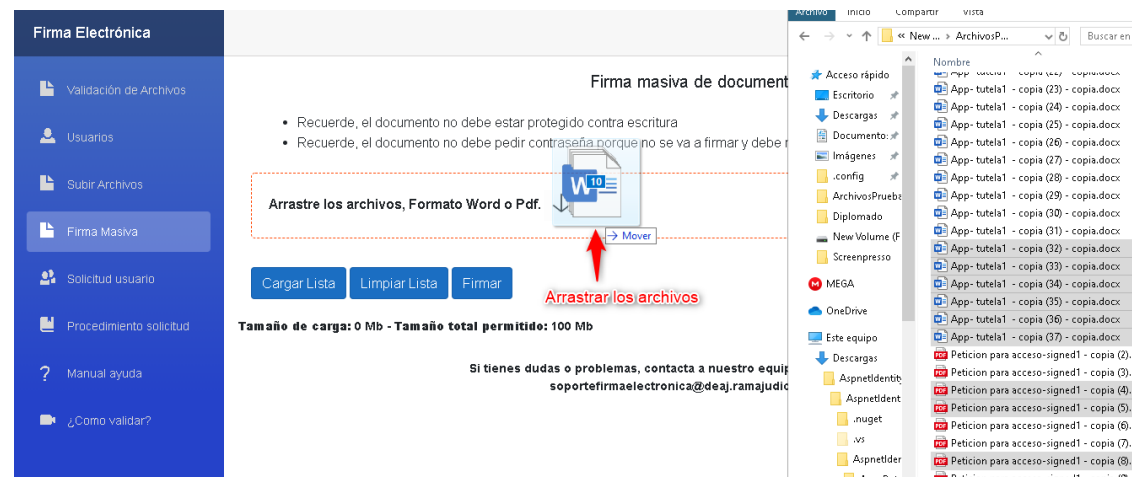 Archivo Inicio Compartir Vista
Firma Electrónica
« New ... > ArchivosP...
Buscar en
Validación de Archivos
Usuarios
Subir Archivos
Firma Masiva
Solicitud usuario
Procedimiento solicitud
? Manual ayuda
¿Como validar?
Firma masiva de document
• Recuerde, el documento no debe estar protegido contra escritura
• Recuerde, el documento no debe pedir contraseña porque no se va a firmar y debe
Arrastre los archivos, Formato Word o Pdf.
W 10
→ Mover
Arrastrar los archivos
Cargar Lista Limpiar Lista Firmar
Tamaño de carga: 0 Mb - Tamaño total permitido: 100 Mb
Si tienes dudas o problemas, contacta a nuestro equip
soportefirmaelectronica@deaj.ramajudic
Acceso rápido
Escritorio
Descargas
Documento:
Imágenes
.config
ArchivosPrueba
Diplomado
New Volume (F
Screenpresso
MEGA
OneDrive
Este equipo
Descargas
AspnetIdentity
AspnetIdent
.nuget
.vs
AspnetIder
Nombre
App- tutela1 - copia (22) - copia.docx
App- tutela1 - copia (23) - copia.docx
App- tutela1 - copia (24) - copia.docx
App- tutela1 - copia (25) - copia.docx
App- tutela1 - copia (26) - copia.docx
App- tutela1 - copia (27) - copia.docx
App- tutela1 - copia (28) - copia.docx
App- tutela1 - copia (29) - copia.docx
App- tutela1 - copia (30) - copia.docx
App- tutela1 - copia (31) - copia.docx
App- tutela1 - copia (32) - copia.docx
App- tutela1 - copia (33) - copia.docx
App- tutela1 - copia (34) - copia.docx
App- tutela1 - copia (35) - copia.docx
App- tutela1 - copia (36) - copia.docx
App- tutela1 - copia (37) - copia.docx
Peticion para acceso-signed1 - copia (2).
Peticion para acceso-signed1 - copia (3).
Peticion para acceso-signed1 - copia (4).
Peticion para acceso-signed1 - copia (5).
Peticion para acceso-signed1 - copia (6).
Peticion para acceso-signed1 - copia (7).
Peticion para acceso-signed1 - copia (8).